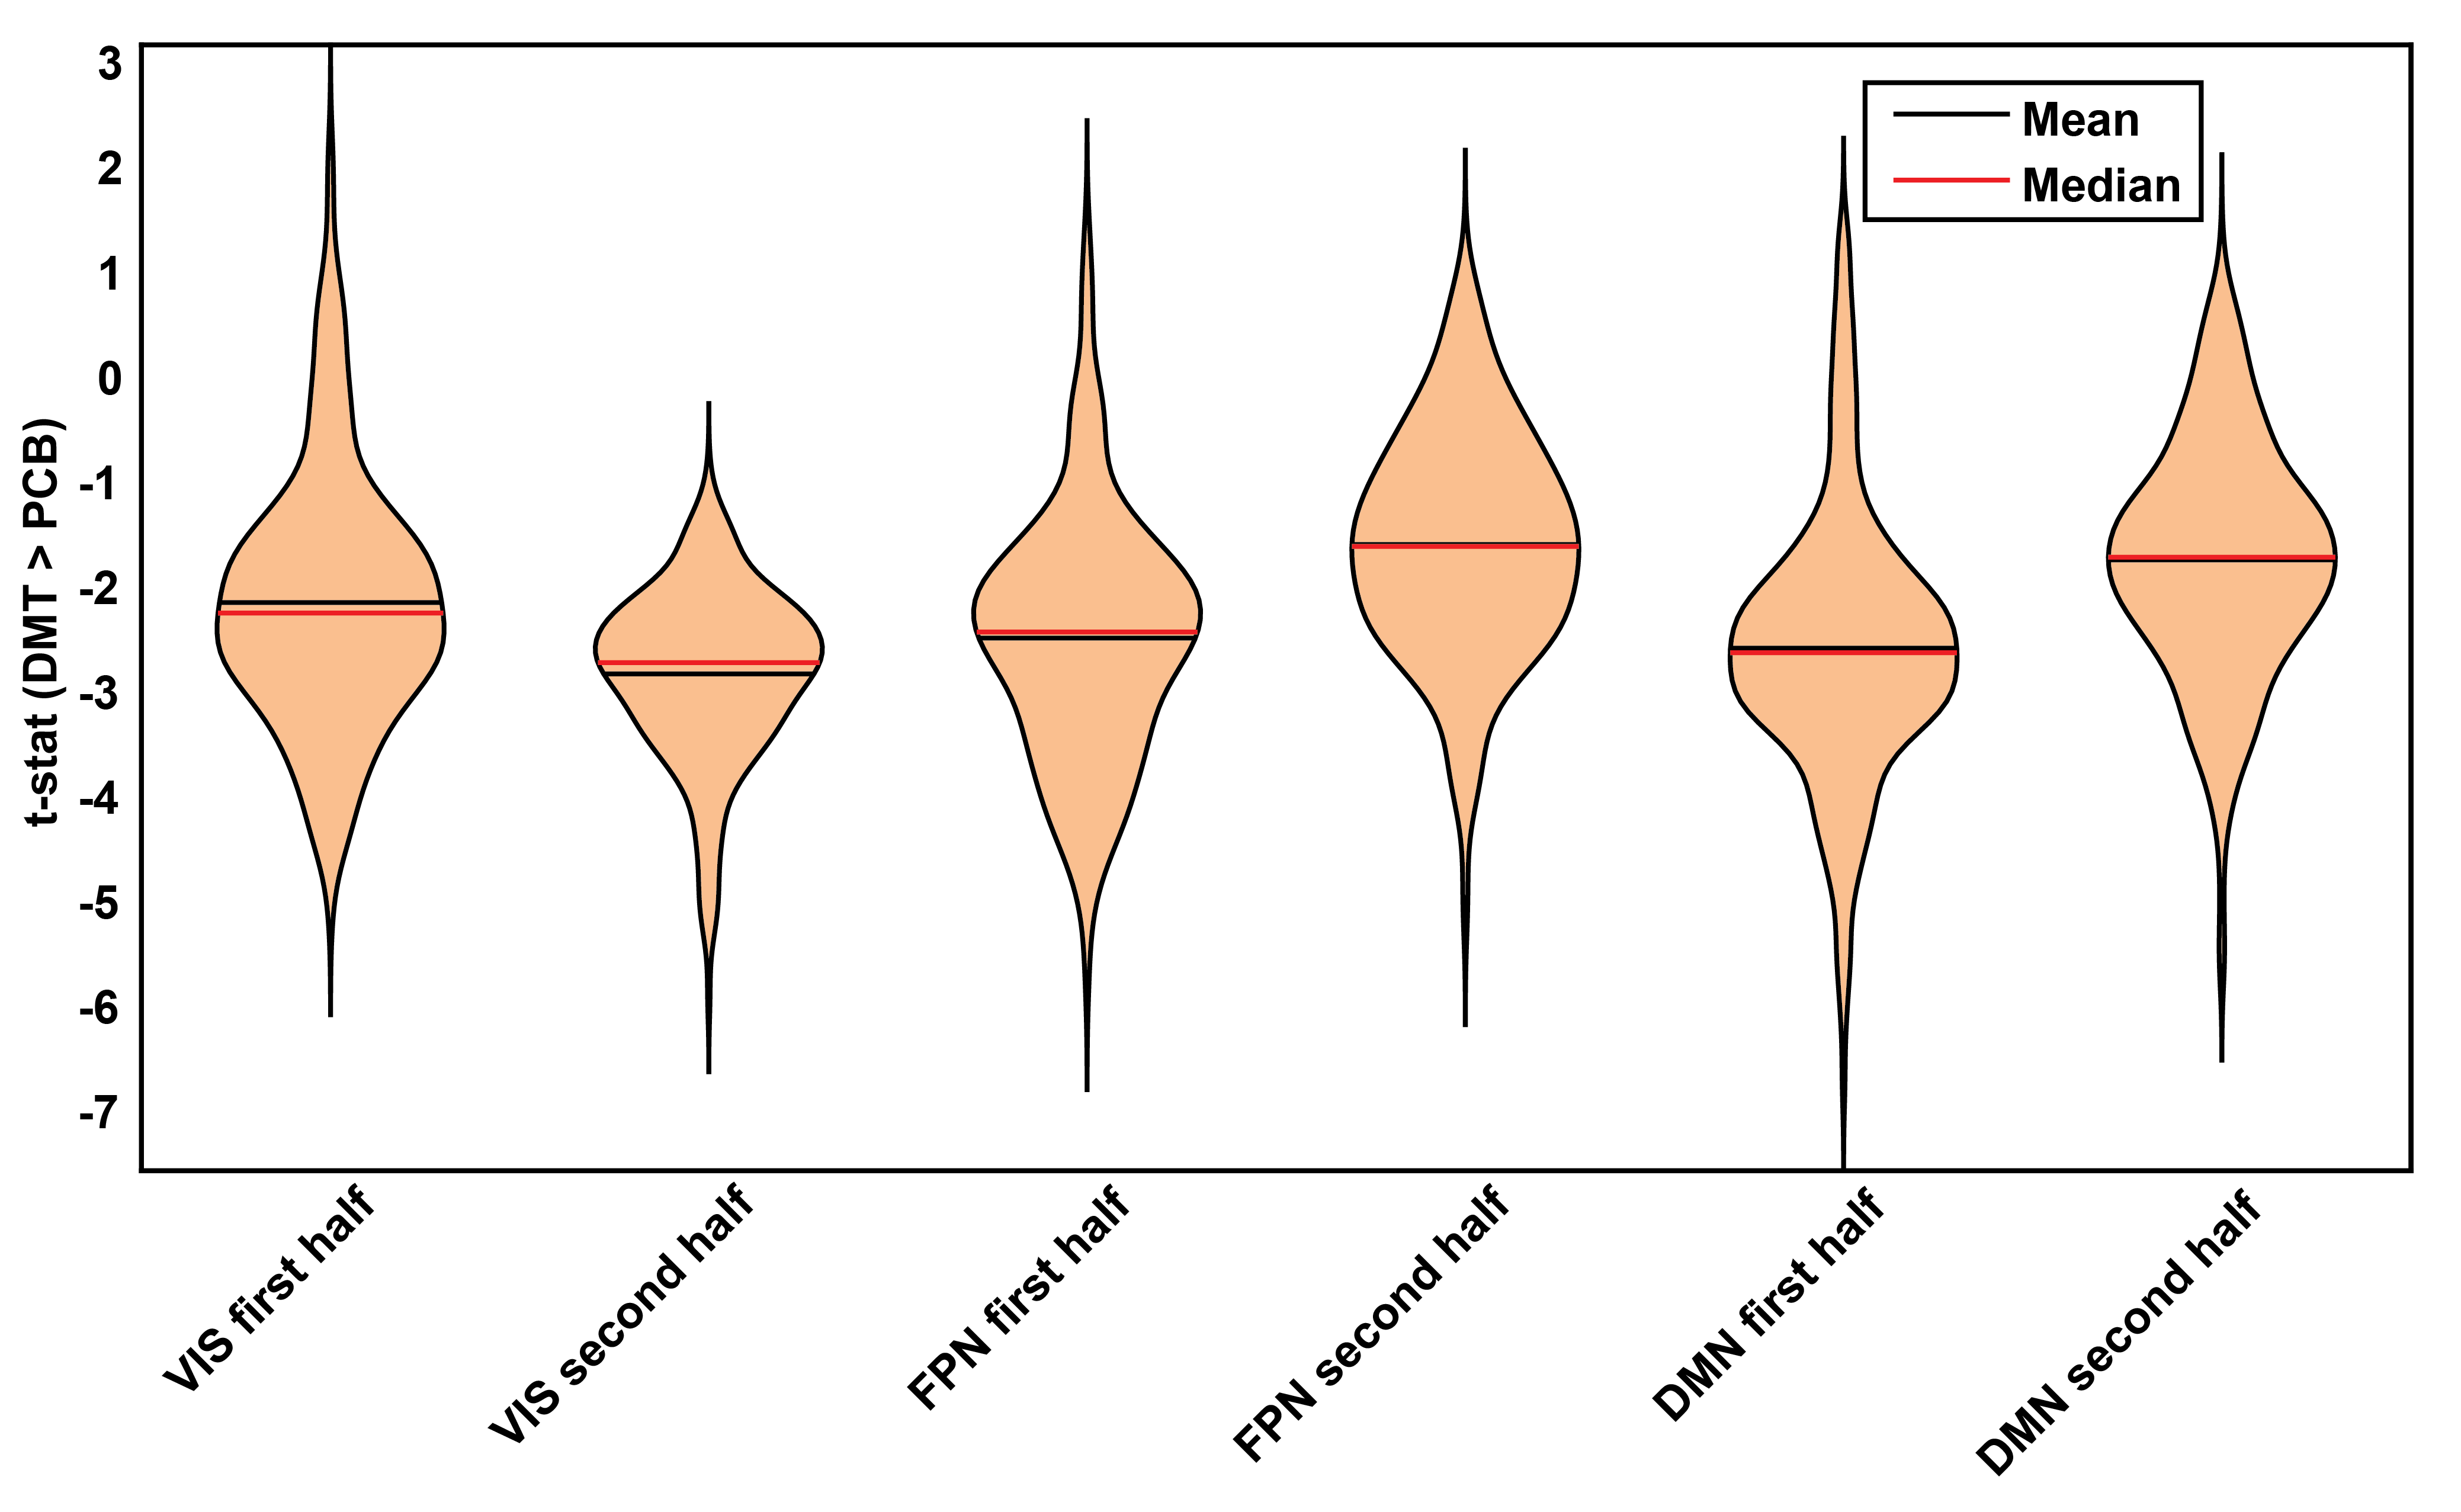 3
2
1
0
-1
-2
-3
-4
-5
-6
-7
t-stat (DMT > PCB)
Mean
Median
VIS first half
VIS second half
FPN first half
FPN second half
DMN first half
DMN second half